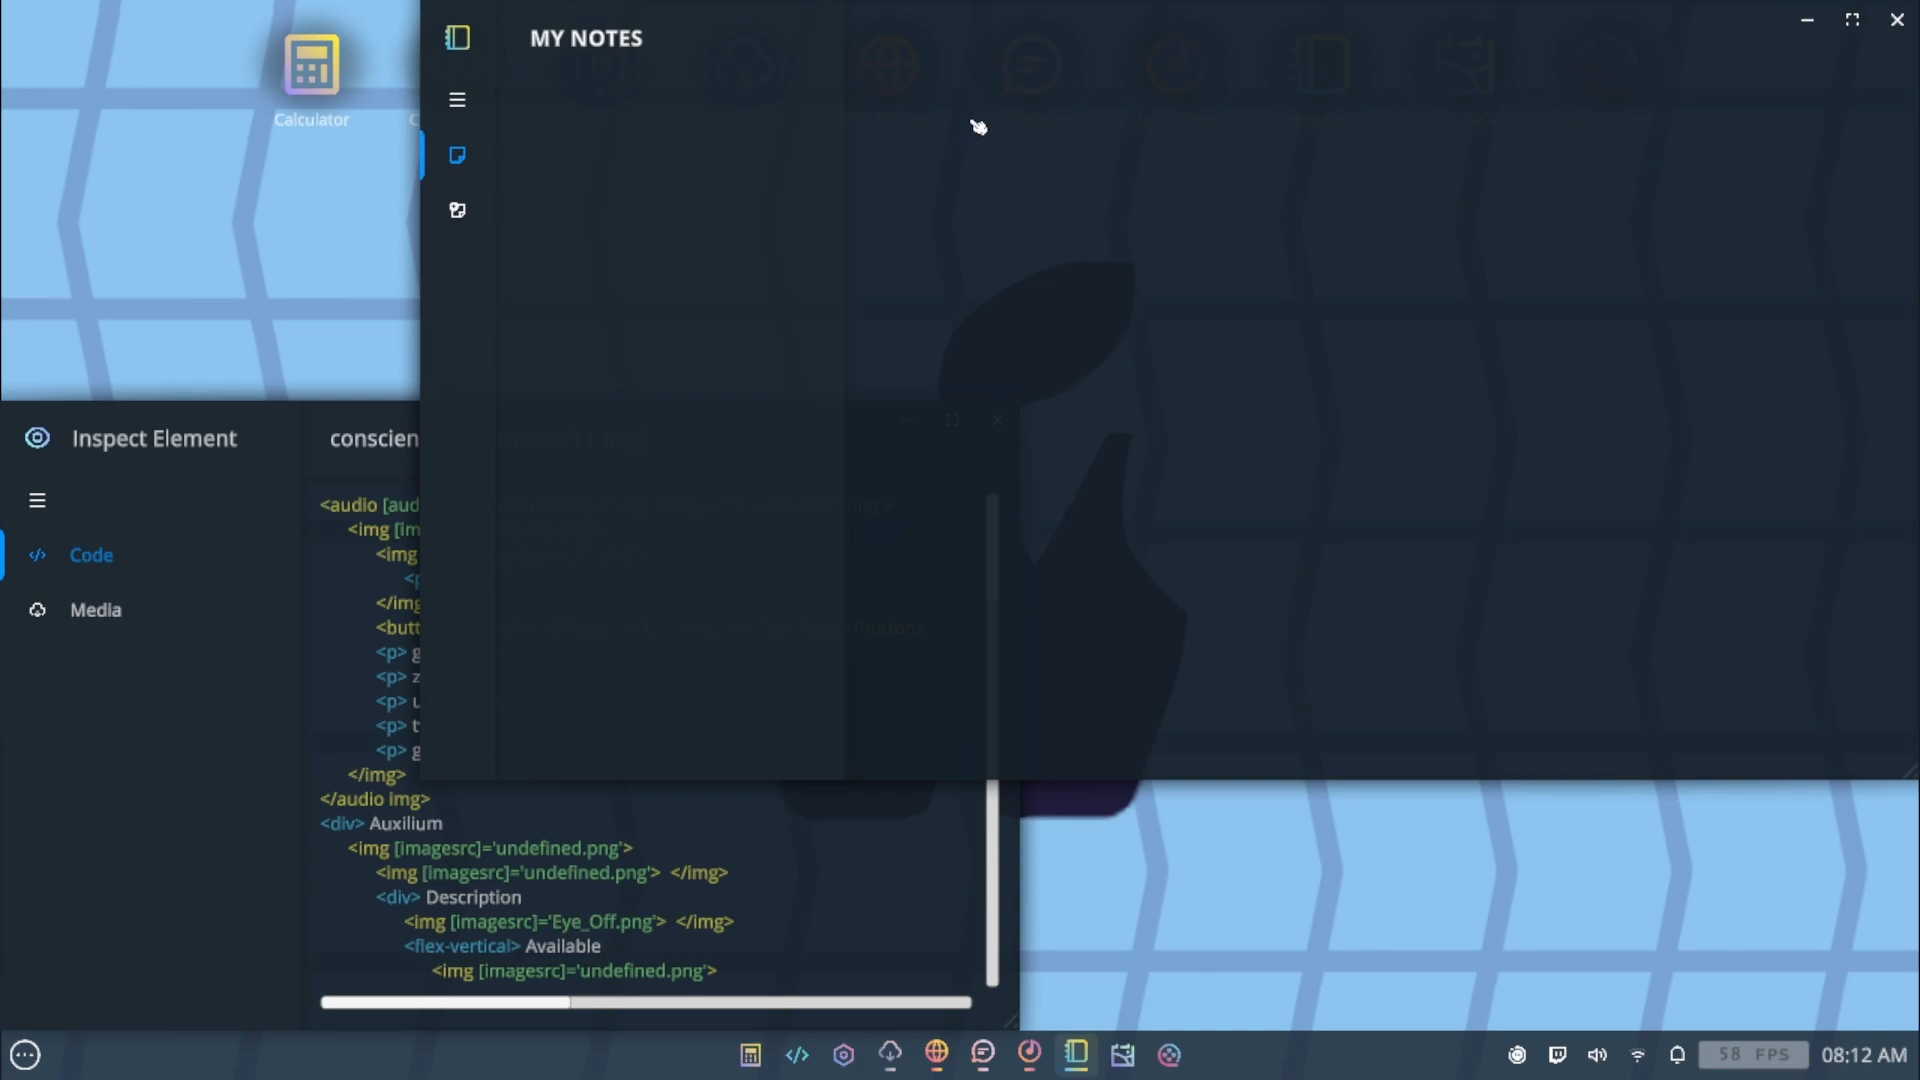 MY NOTES
Calculator
Inspect Element
conscien
Code
Media
<audio [aud
<img [im
<img
<p
</img
<butt
/button>
<p> g
<p> z
<p> u
<p> t
<p> g
</img>
</audio img>
<div> Auxilium
<img [imagesrc]='undefined.png'>
<img [imagesrc]='undefined.png'> </img>
<div> Description
<img [imagesrc]='Eye_Off.png'> </img>
<flex-vertical> Available
<img [imagesrc]='undefined.png'>
58 FPS
08:12 AM